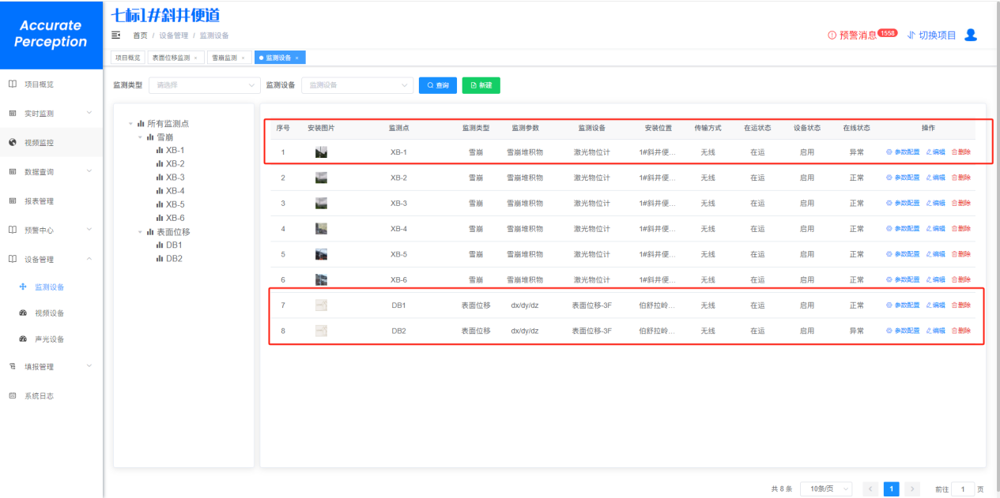 Accurate
Perception
七标1#斜井便道
首页 / 设备管理 / 监测设备
预警消息 1558 切换项目
项目概览 表面位移监测 × 雪崩监测 × 监测设备 ×
监测类型 请选择 监测设备 监测设备 查询 新建
项目概览
实时监测
视频监控
数据查询
报表管理
预警中心
设备管理
监测设备
视频设备
声光设备
填报管理
系统日志
所有监测点
雪崩
XB-1
XB-2
XB-3
XB-4
XB-5
XB-6
表面位移
DB1
DB2
序号 安装图片 监测点 监测类型 监测参数 监测设备 安装位置 传输方式 在运状态 设备状态 在线状态 操作
1 XB-1 雪崩 雪崩堆积物 激光物位计 1#斜井便... 无线 在运 启用 异常 参数配置 编辑 删除
2 XB-2 雪崩 雪崩堆积物 激光物位计 1#斜井便... 无线 在运 启用 正常 参数配置 编辑 删除
3 XB-3 雪崩 雪崩堆积物 激光物位计 1#斜井便... 无线 在运 启用 正常 参数配置 编辑 删除
4 XB-4 雪崩 雪崩堆积物 激光物位计 1#斜井便... 无线 在运 启用 正常 参数配置 编辑 删除
5 XB-5 雪崩 雪崩堆积物 激光物位计 1#斜井便... 无线 在运 启用 正常 参数配置 编辑 删除
6 XB-6 雪崩 雪崩堆积物 激光物位计 1#斜井便... 无线 在运 启用 正常 参数配置 编辑 删除
7 DB1 表面位移 dx/dy/dz 表面位移-3F 伯舒拉岭... 无线 在运 启用 正常 参数配置 编辑 删除
8 DB2 表面位移 dx/dy/dz 表面位移-3F 伯舒拉岭... 无线 在运 启用 异常 参数配置 编辑 删除
共 8 条 10条/页 1 前往 1 页